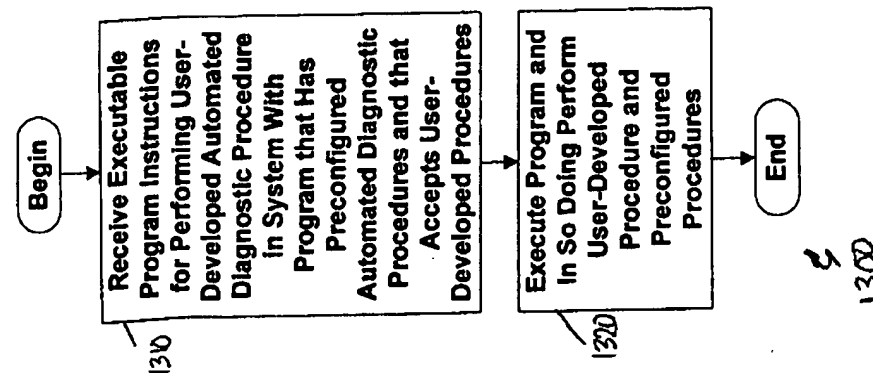 Begin
Receive Executable
Program Instructions
for Performing User-
Developed Automated
Diagnostic Procedure
in System With
Program that Has
Preconfigured
Automated Diagnostic
Procedures and that
Accepts User-
Developed Procedures
1310
Execute Program and
In So Doing Perform
User-Developed
Procedure and
Preconfigured
Procedures
1320
End
1300